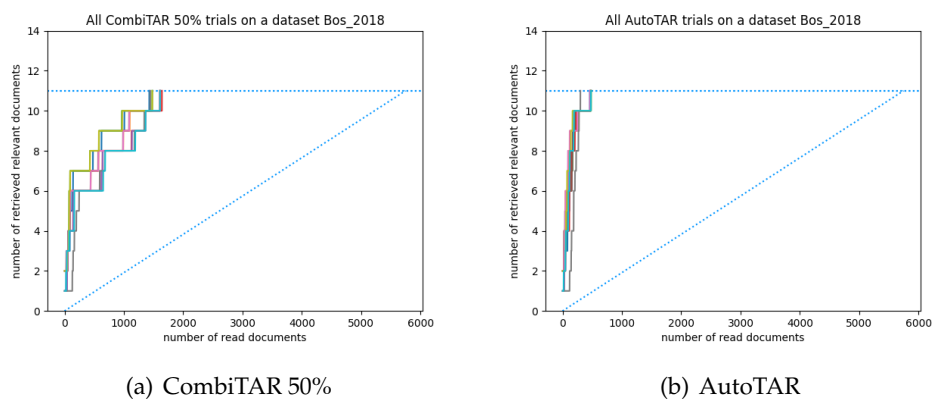 All CombiTAR 50% trials on a dataset Bos_2018
14
12
10
8
6
4
2
0
number of retrieved relevant documents
0 1000 2000 3000 4000 5000 6000
number of read documents
(a) CombiTAR 50%
All AutoTAR trials on a dataset Bos_2018
14
12
10
8
6
4
2
0
number of retrieved relevant documents
0 1000 2000 3000 4000 5000 6000
number of read documents
(b) AutoTAR